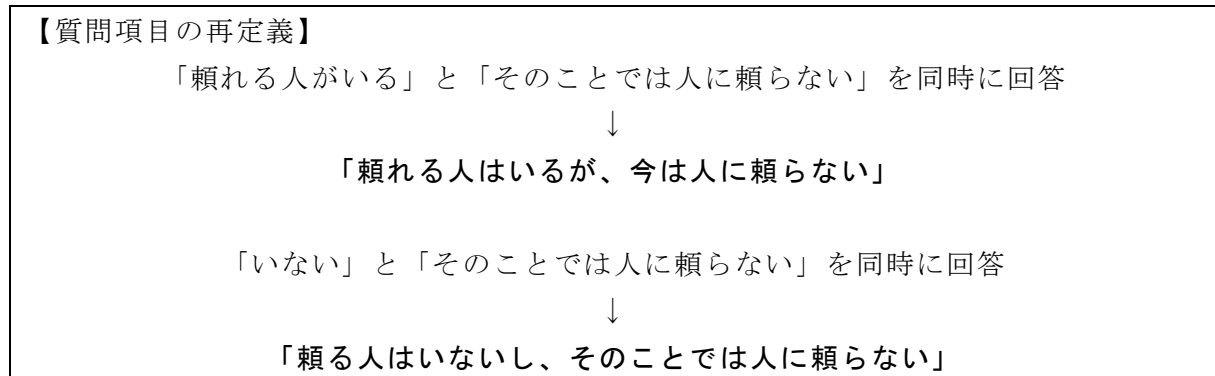 【質問項目の再定義】
「頼れる人がいる」と「そのことでは人に頼らない」を同時に回答
↓
「頼れる人はいるが、今は人に頼らない」
「いない」と「そのことでは人に頼らない」を同時に回答
↓
「頼る人はいないし、そのことでは人に頼らない」